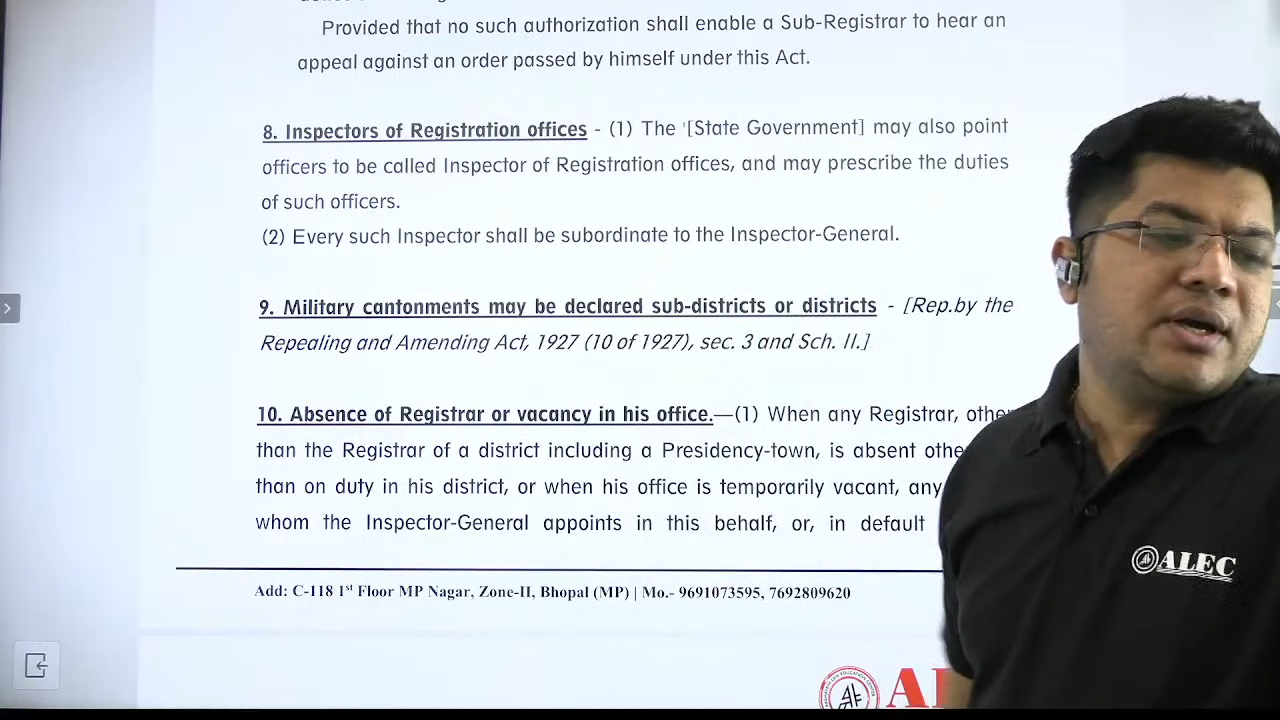 Provided that no such authorization shall enable a Sub-Registrar to hear an
appeal against an order passed by himself under this Act.
8. Inspectors of Registration offices - (1) The '[State Government] may also point
officers to be called Inspector of Registration offices, and may prescribe the duties
of such officers.
(2) Every such Inspector shall be subordinate to the Inspector-General.
9. Military cantonments may be declared sub-districts or districts - [Rep.by the
Repealing and Amending Act, 1927 (10 of 1927), sec. 3 and Sch. II.]
10. Absence of Registrar or vacancy in his office.—(1) When any Registrar, other
than the Registrar of a district including a Presidency-town, is absent othe
than on duty in his district, or when his office is temporarily vacant, any
whom the Inspector-General appoints in this behalf, or, in default
Add: C-118 1st Floor MP Nagar, Zone-II, Bhopal (MP) | Mo.- 9691073595, 7692809620
ALEC